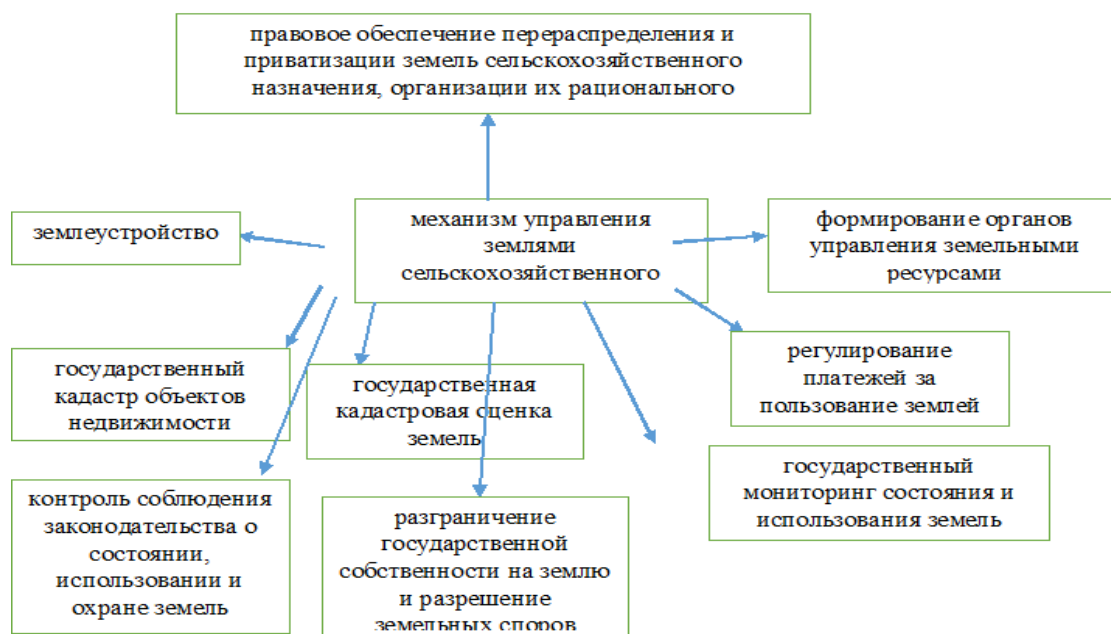 правовое обеспечение перераспределения и
приватизации земель сельскохозяйственного
назначения, организации их рационального
механизм управления
землями
сельскохозяйственного
землеустройство
формирование органов
управления земельными
ресурсами
государственный
кадастр объектов
недвижимости
государственная
кадастровая оценка
земель
регулирование
платежей за
пользование землей
контроль соблюдения
законодательства о
состоянии,
использовании и
охране земель
разграничение
государственной
собственности на землю
и разрешение
земельных споров
государственный
мониторинг состояния и
использования земель